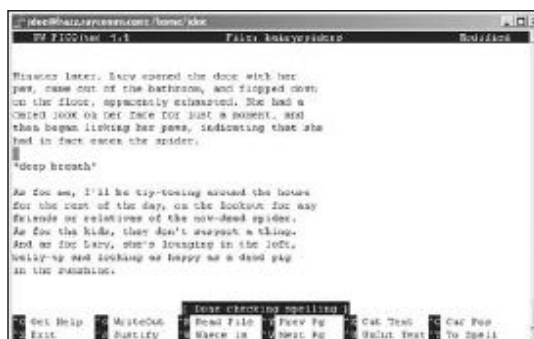 jdoe@frazz.raycomm.com: /home/jdoe
UW PICO(tm) 4.4 File: hairyspiders Modified
Minutes later, Lucy opened the door with her
paw, came out of the bathroom, and flopped down
on the floor, apparently exhausted. She had a
dazed look on her face for just a moment, and
then began licking her paws, indicating that she
had in fact eaten the spider.
*deep breath*
As for me, I'll be tip-toeing around the house
for the rest of the day, on the lookout for any
friends or relatives of the now-dead spider.
As for the kids, they don't suspect a thing.
And as for Lucy, she's lounging in the loft,
belly-up and looking as happy as a dead pig
in the sunshine.
[ Done checking spelling ]
^G Get Help ^O WriteOut ^R Read File ^Y Prev Pg ^K Cut Text ^C Cur Pos
^X Exit ^J Justify ^W Where is ^V Next Pg ^U UnCut Text ^T To Spell